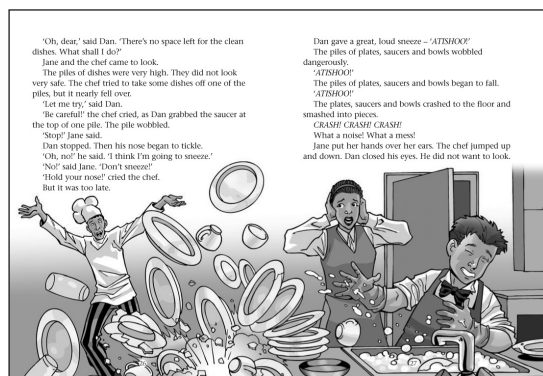 'Oh, dear,' said Dan. 'There's no space left for the clean
dishes. What shall I do?'
Jane and the chef came to look.
The piles of dishes were very high. They did not look
very safe. The chef tried to take some dishes off one of the
piles, but it nearly fell over.
'Let me try,' said Dan.
'Be careful!' the chef cried, as Dan grabbed the saucer at
the top of one pile. The pile wobbled.
'Stop!' Jane said.
Dan stopped. Then his nose began to tickle.
'Oh, no!' he said. 'I think I'm going to sneeze.'
'No!' said Jane. 'Don't sneeze!'
'Hold your nose!' cried the chef.
But it was too late.
Dan gave a great, loud sneeze – 'ATISHOO!'
The piles of plates, saucers and bowls wobbled
dangerously.
'ATISHOO!'
The piles of plates, saucers and bowls began to fall.
'ATISHOO!'
The plates, saucers and bowls crashed to the floor and
smashed into pieces.
CRASH! CRASH! CRASH!
What a noise! What a mess!
Jane put her hands over her ears. The chef jumped up
and down. Dan closed his eyes. He did not want to look.
27